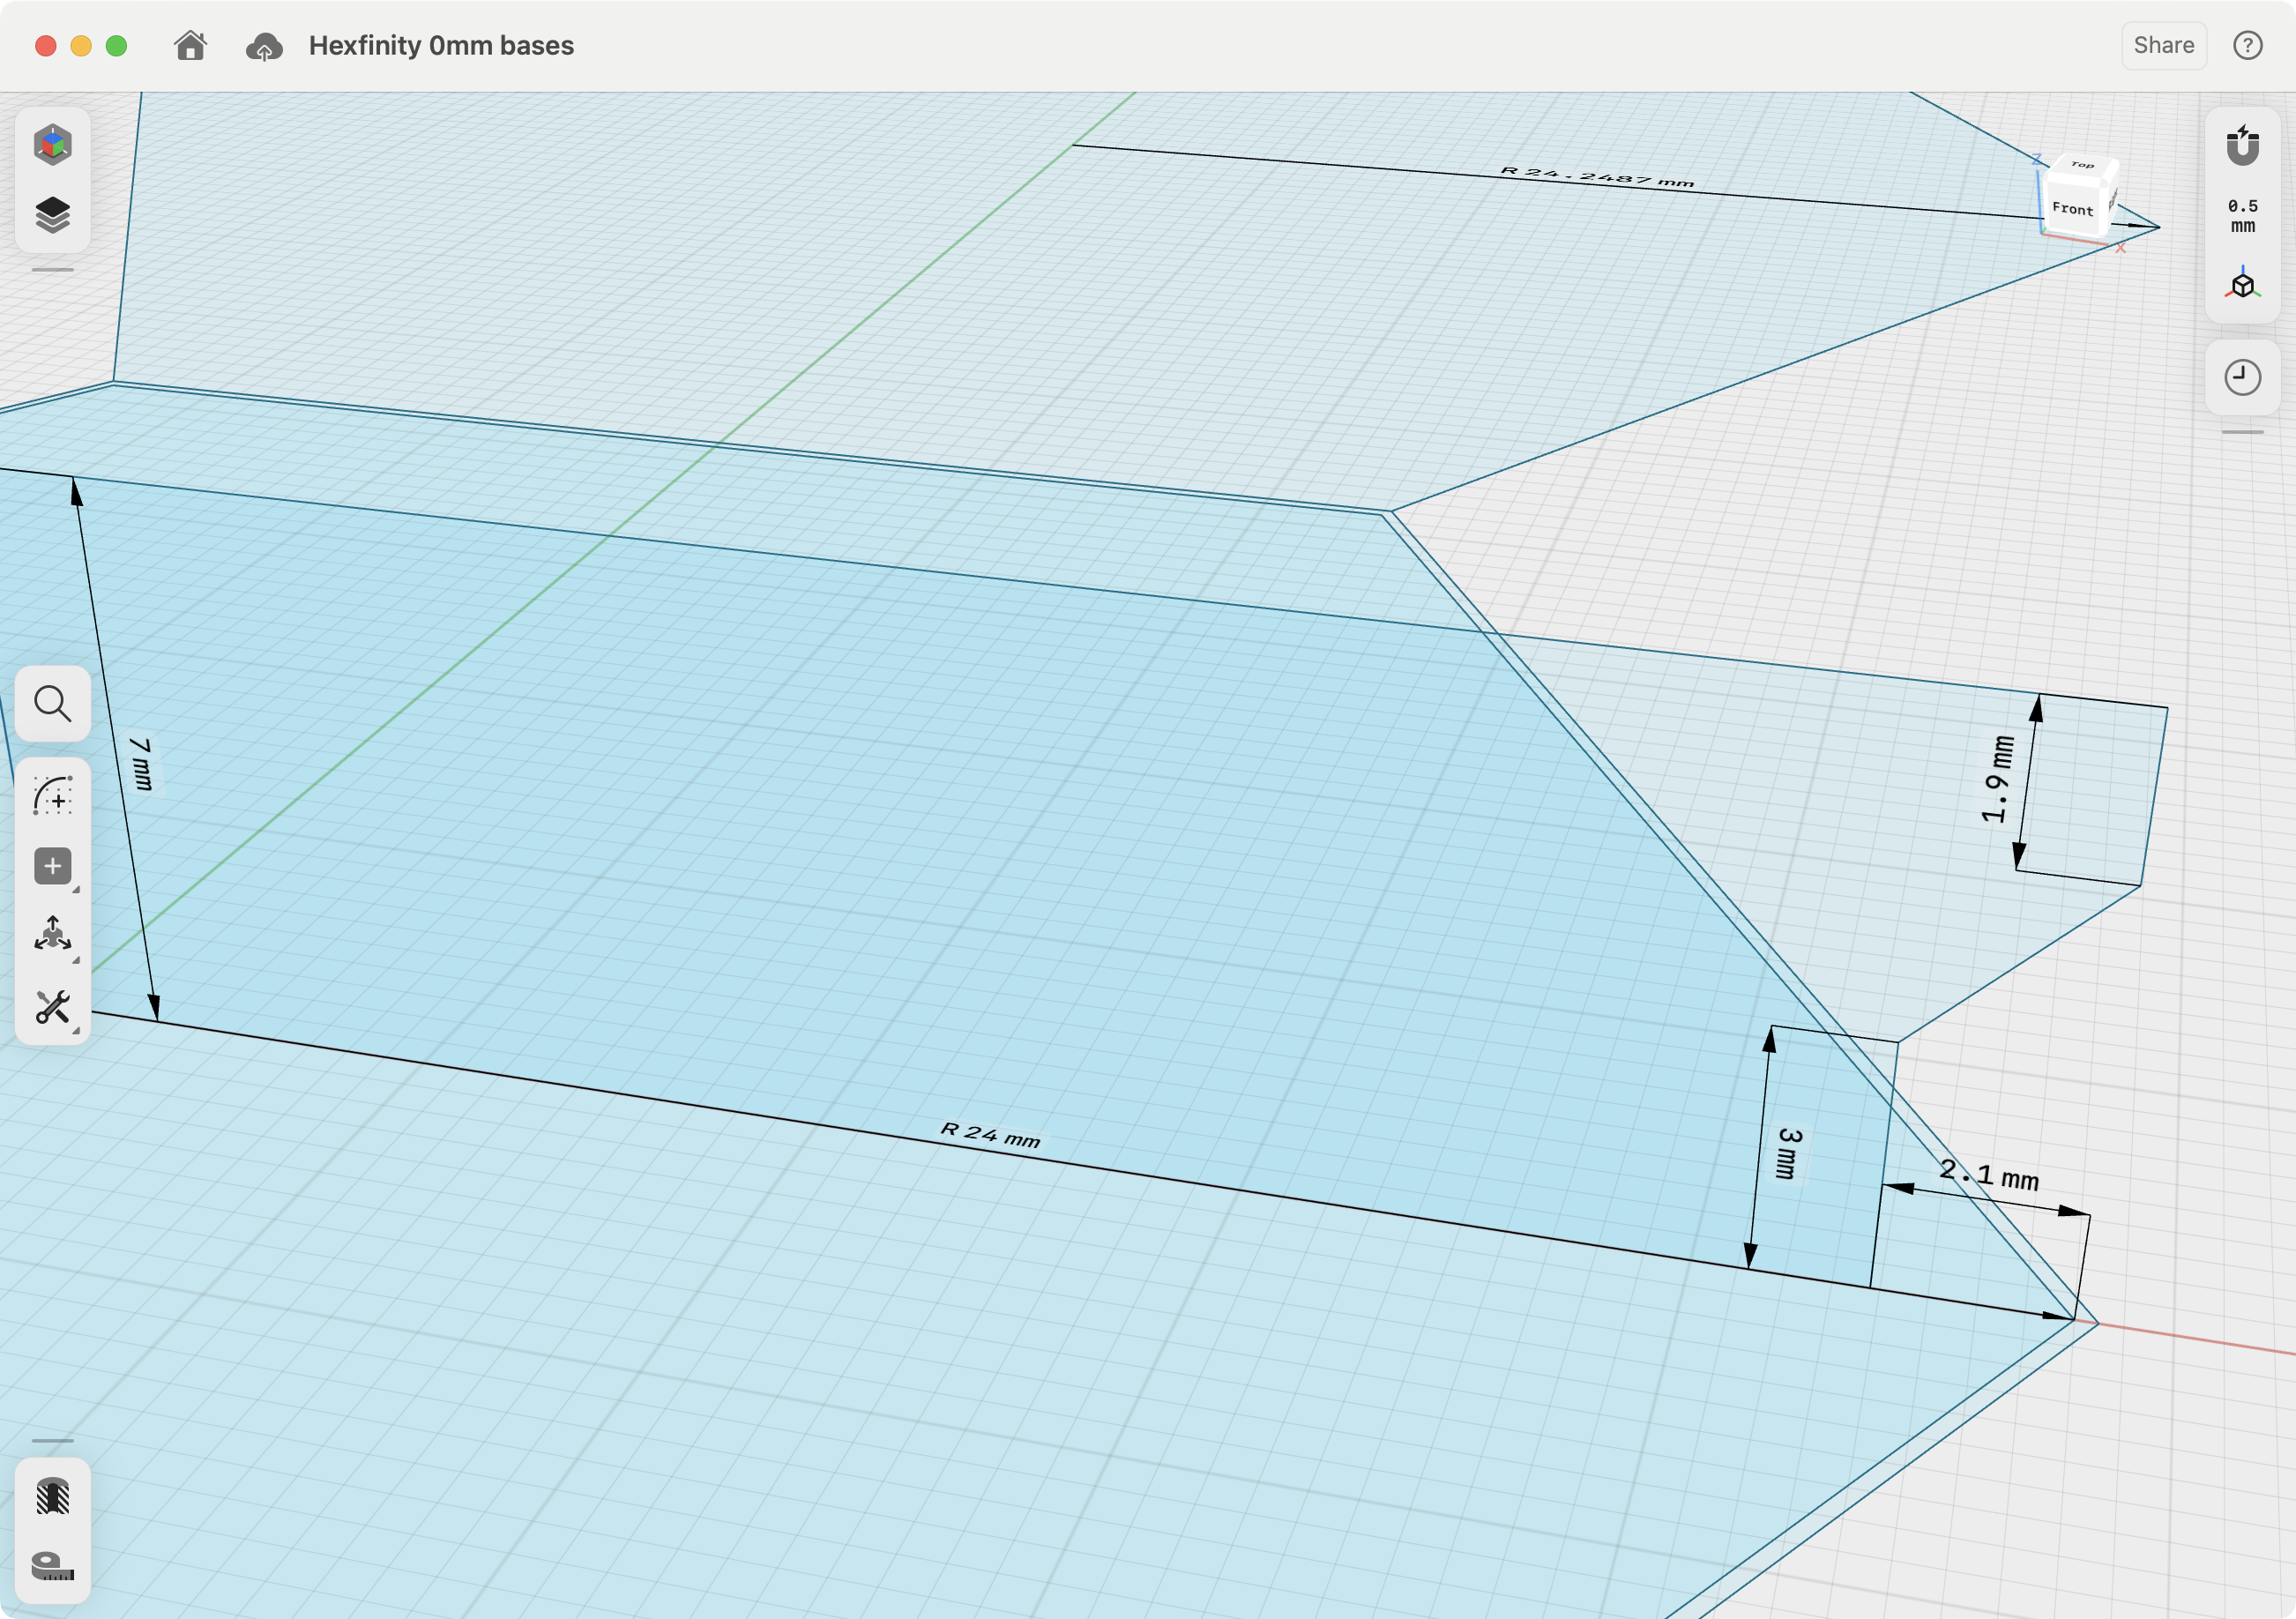 Hexfinity 0mm bases
Share
?
R 24.2487 mm
Z
Top
Front
X
0.5
mm
7 mm
1.9 mm
R 24 mm
3 mm
2.1 mm